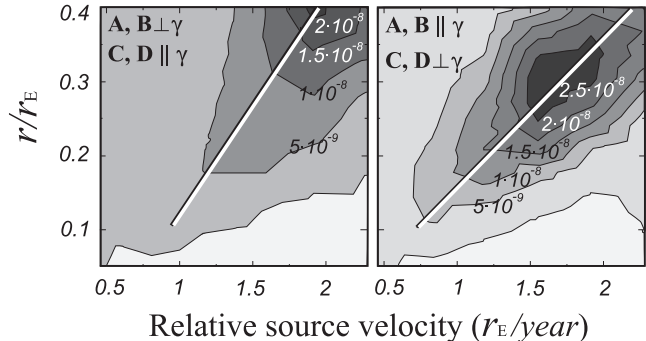 A, B⊥γ
C, D ∥ γ
2·10⁻⁸
1.5·10⁻⁸
1·10⁻⁸
5·10⁻⁹
A, B ∥ γ
C, D⊥γ
2.5·10⁻⁸
2·10⁻⁸
1.5·10⁻⁸
1·10⁻⁸
5·10⁻⁹
r/rE
0.4
0.3
0.2
0.1
0.5 1 1.5 2
0.5 1 1.5 2
Relative source velocity (rE/year)